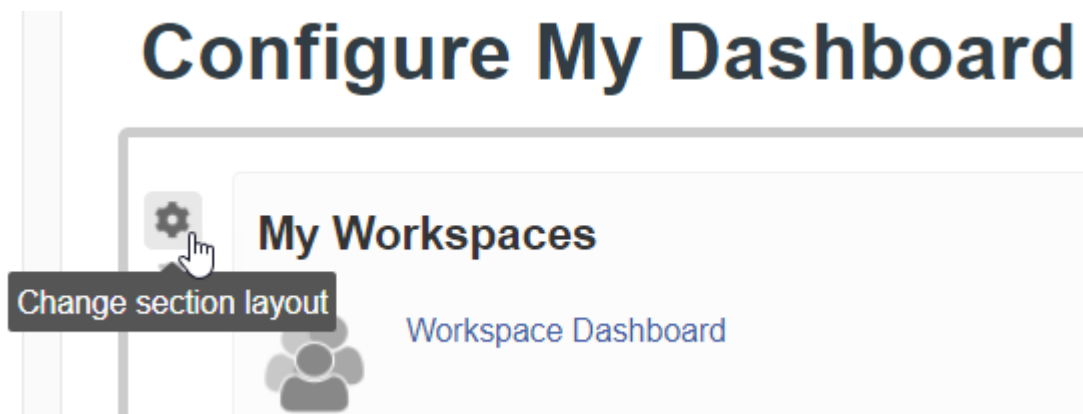 Configure My Dashboard
My Workspaces
Change section layout
Workspace Dashboard